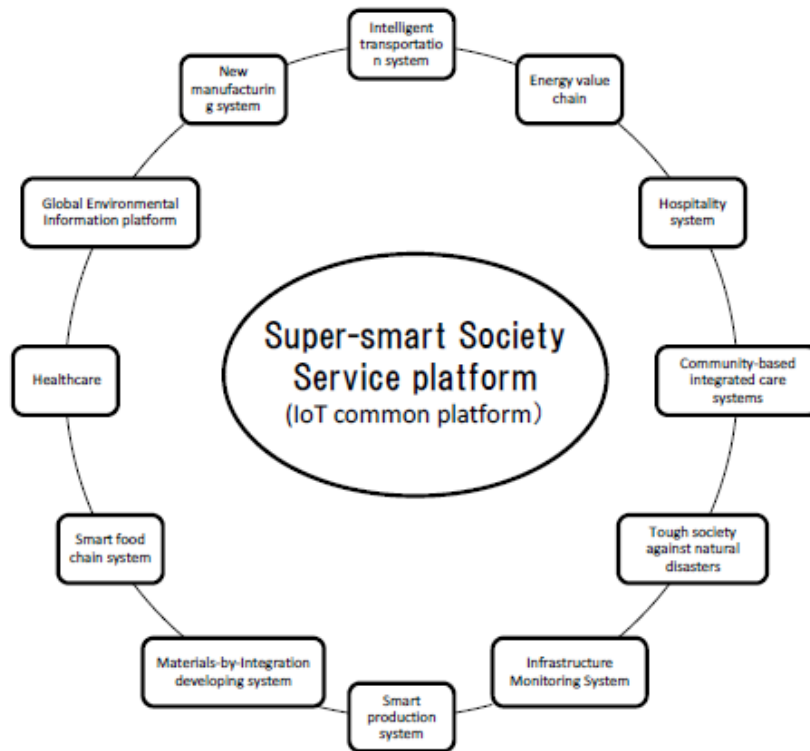 Intelligent
transportatio
n system
Energy value
chain
Hospitality
system
Community-based
integrated care
systems
Tough society
against natural
disasters
Infrastructure
Monitoring System
Smart
production
system
Materials-by-Integration
developing system
Smart food
chain system
Healthcare
Global Environmental
Information platform
New
manufacturin
g system
Super-smart Society
Service platform
(IoT common platform）